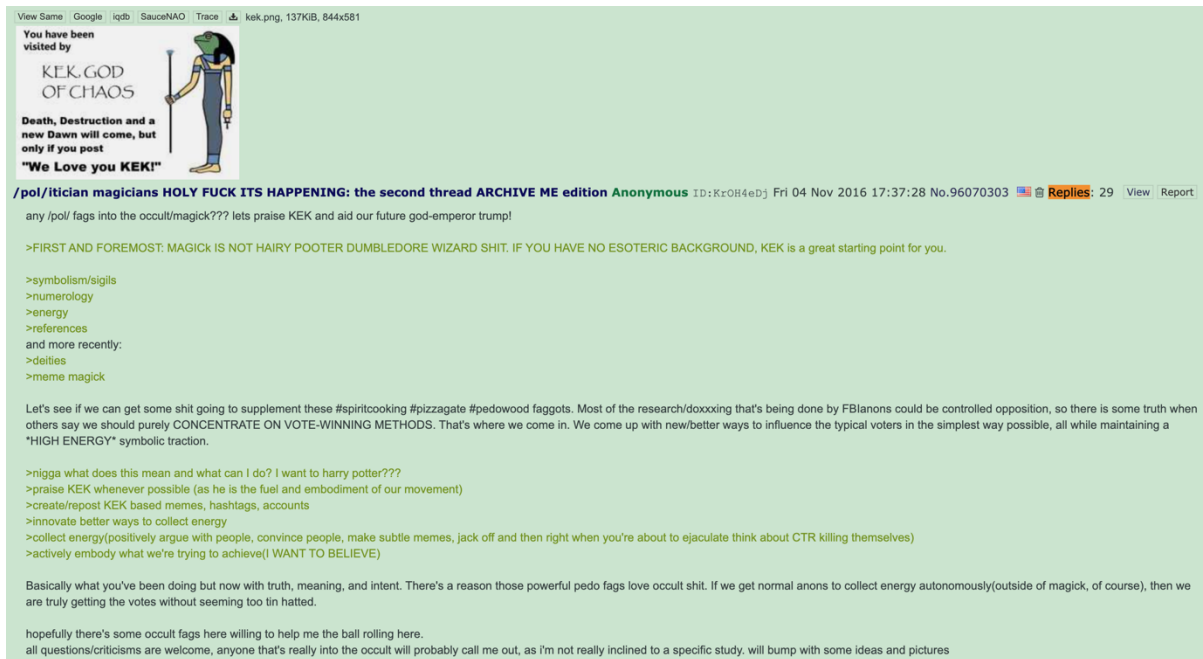 View Same Google iqdb SauceNAO Trace kek.png, 137KiB, 844x581
You have been
visited by
KEK, GOD
OF CHAOS
Death, Destruction and a
new Dawn will come, but
only if you post
"We Love you KEK!"
/pol/itician magicians HOLY FUCK ITS HAPPENING: the second thread ARCHIVE ME edition Anonymous ID:KrOH4eDj Fri 04 Nov 2016 17:37:28 No.96070303 Replies: 29 View Report
any /pol/ fags into the occult/magick??? lets praise KEK and aid our future god-emperor trump!
>FIRST AND FOREMOST: MAGICk IS NOT HAIRY POOTER DUMBLEDORE WIZARD SHIT. IF YOU HAVE NO ESOTERIC BACKGROUND, KEK is a great starting point for you.
>symbolism/sigils
>numerology
>energy
>references
and more recently:
>deities
>meme magick
Let's see if we can get some shit going to supplement these #spiritcooking #pizzagate #pedowood faggots. Most of the research/doxxxing that's being done by FBIanons could be controlled opposition, so there is some truth when
others say we should purely CONCENTRATE ON VOTE-WINNING METHODS. That's where we come in. We come up with new/better ways to influence the typical voters in the simplest way possible, all while maintaining a
*HIGH ENERGY* symbolic traction.
>nigga what does this mean and what can I do? I want to harry potter???
>praise KEK whenever possible (as he is the fuel and embodiment of our movement)
>create/repost KEK based memes, hashtags, accounts
>innovate better ways to collect energy
>collect energy(positively argue with people, convince people, make subtle memes, jack off and then right when you're about to ejaculate think about CTR killing themselves)
>actively embody what we're trying to achieve(I WANT TO BELIEVE)
Basically what you've been doing but now with truth, meaning, and intent. There's a reason those powerful pedo fags love occult shit. If we get normal anons to collect energy autonomously(outside of magick, of course), then we
are truly getting the votes without seeming too tin hatted.
hopefully there's some occult fags here willing to help me the ball rolling here.
all questions/criticisms are welcome, anyone that's really into the occult will probably call me out, as i'm not really inclined to a specific study. will bump with some ideas and pictures